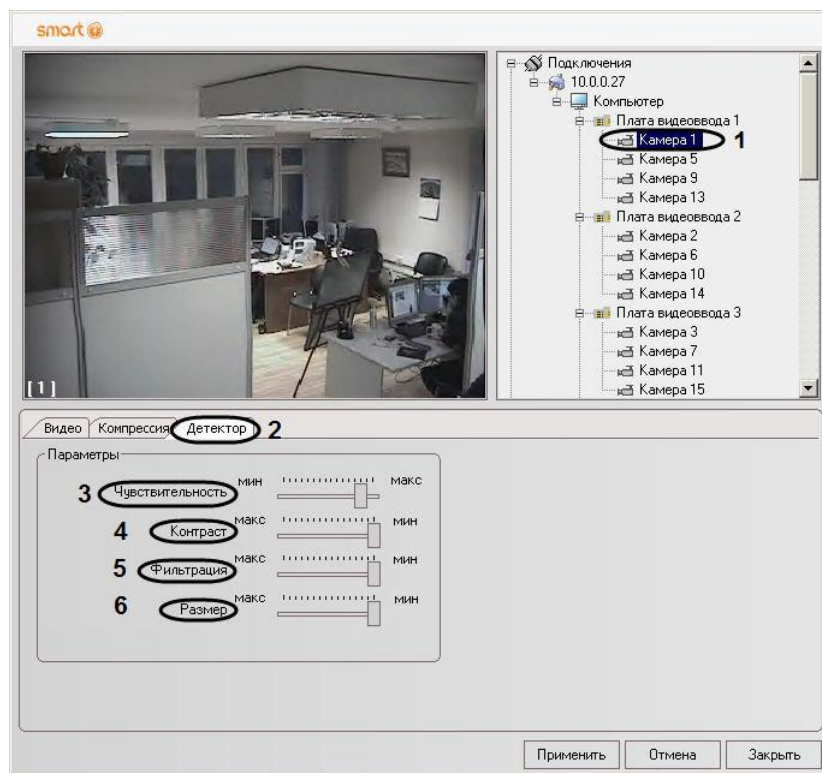 smart
Подключения
10.0.0.27
Компьютер
Плата видеоввода 1
Камера 1
1
Камера 5
Камера 9
Камера 13
Плата видеоввода 2
Камера 2
Камера 6
Камера 10
Камера 14
Плата видеоввода 3
Камера 3
Камера 7
Камера 11
Камера 15
[1]
Видео Компрессия Детектор 2
Параметры
3 Чувствительность мин макс
4 Контраст макс мин
5 Фильтрация макс мин
6 Размер макс мин
Применить Отмена Закрыть